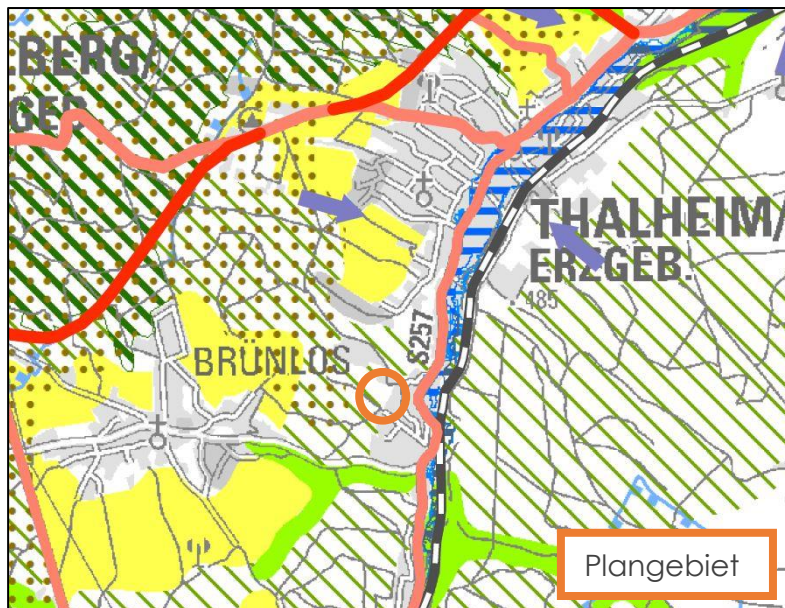 BERG/
GEB
THALHEIM/
ERZGEB.
485
S257
BRÜNLOS
Plangebiet